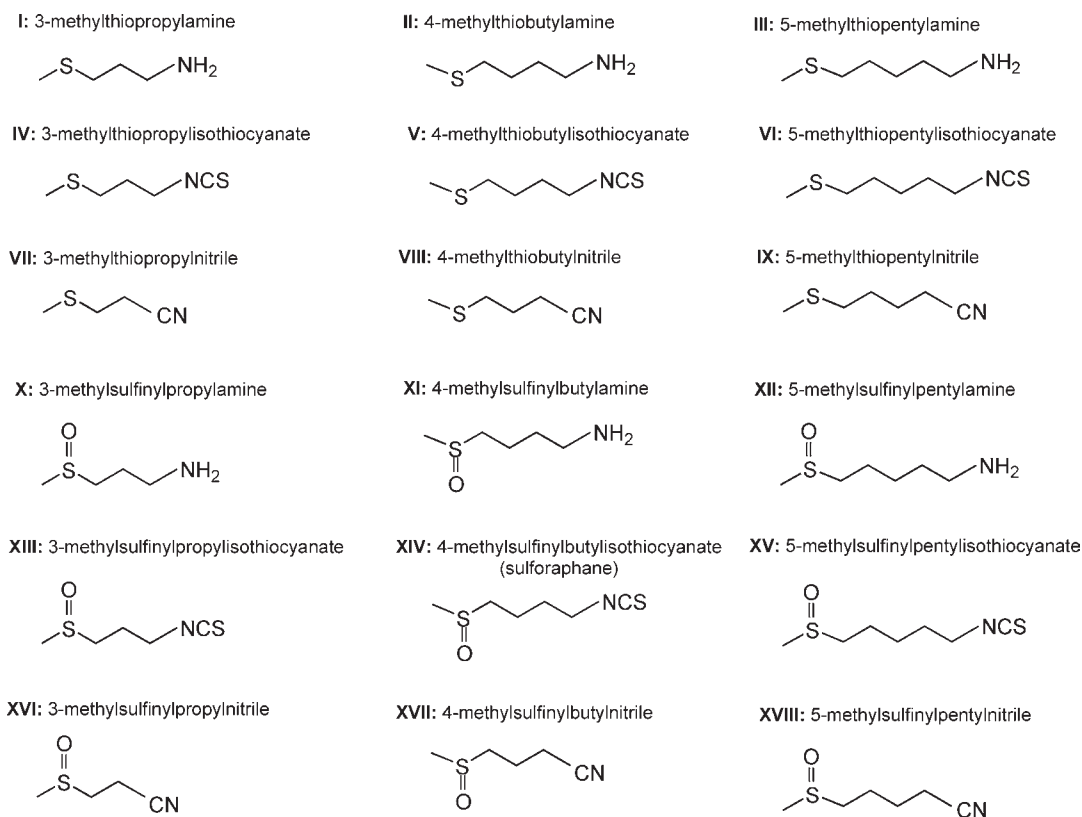 I: 3-methylthiopropylamine
II: 4-methylthiobutylamine
III: 5-methylthiopentylamine
S NH2
S NH2
S NH2
IV: 3-methylthiopropylisothiocyanate
V: 4-methylthiobutylisothiocyanate
VI: 5-methylthiopentylisothiocyanate
S NCS
S NCS
S NCS
VII: 3-methylthiopropylnitrile
VIII: 4-methylthiobutylnitrile
IX: 5-methylthiopentylnitrile
S CN
S CN
S CN
X: 3-methylsulfinylpropylamine
XI: 4-methylsulfinylbutylamine
XII: 5-methylsulfinylpentylamine
O
S NH2
S NH2
O
O
S NH2
XIII: 3-methylsulfinylpropylisothiocyanate
XIV: 4-methylsulfinylbutylisothiocyanate
(sulforaphane)
XV: 5-methylsulfinylpentylisothiocyanate
O
S NCS
S NCS
O
O
S NCS
XVI: 3-methylsulfinylpropylnitrile
XVII: 4-methylsulfinylbutylnitrile
XVIII: 5-methylsulfinylpentylnitrile
O
S CN
S CN
O
O
S CN